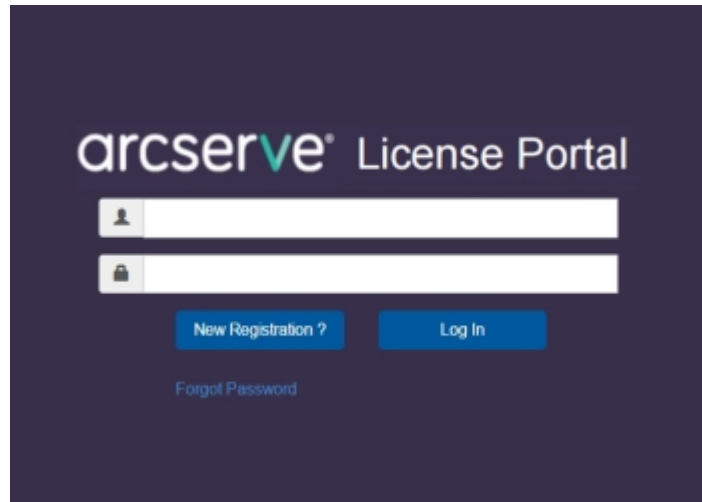 arcserve® License Portal
New Registration ?
Log In
Forgot Password